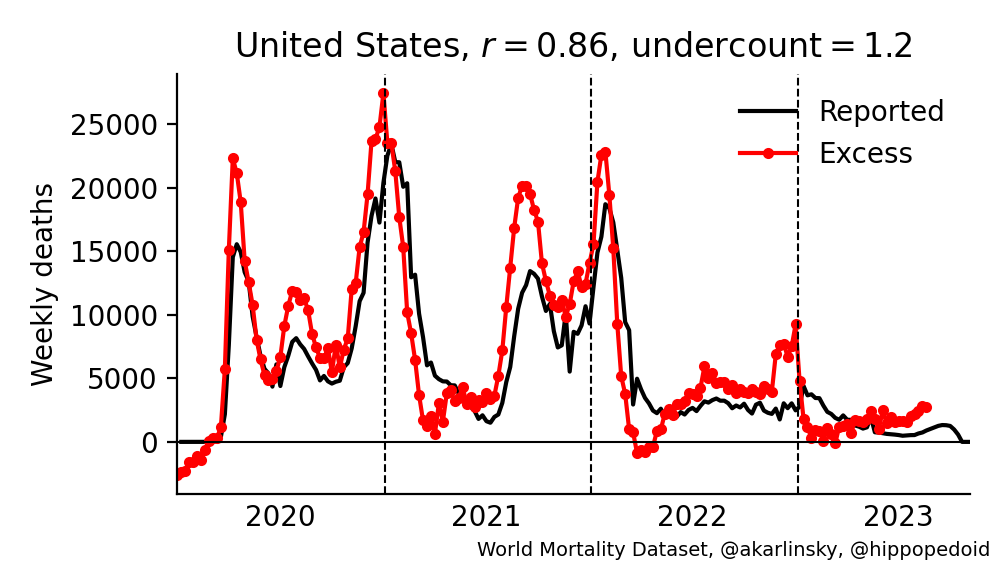 United States, r = 0.86, undercount = 1.2
Reported
Excess
Weekly deaths
25000
20000
15000
10000
5000
0
2020 2021 2022 2023
World Mortality Dataset, @akarlinsky, @hippopedoid